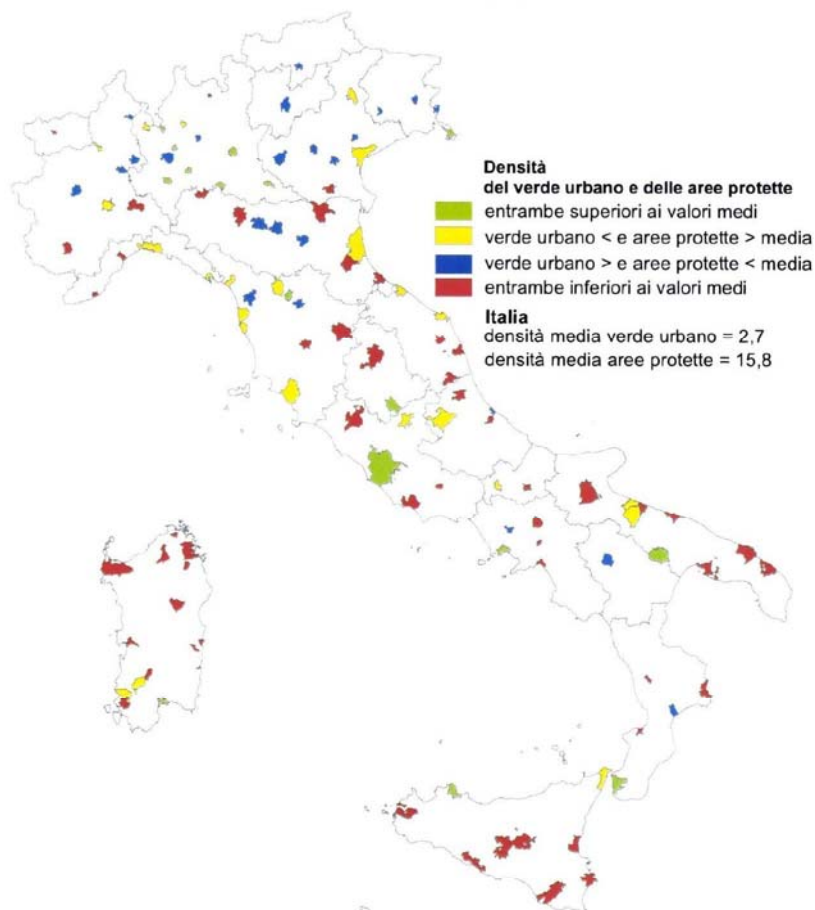 Densità
del verde urbano e delle aree protette
entrambe superiori ai valori medi
verde urbano < e aree protette > media
verde urbano > e aree protette < media
entrambe inferiori ai valori medi
Italia
densità media verde urbano = 2,7
densità media aree protette = 15,8